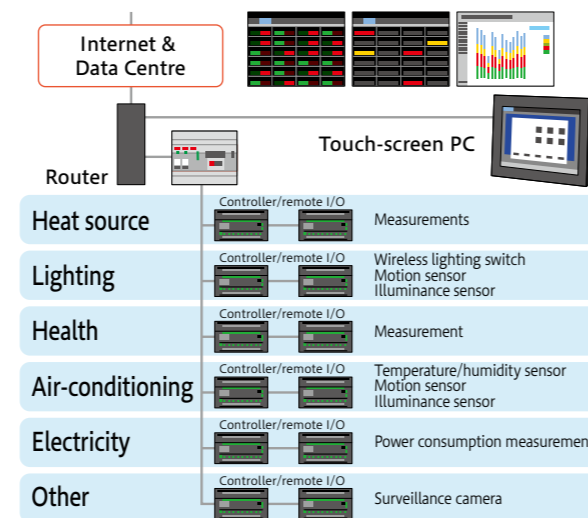 Internet &
Data Centre
Touch-screen PC
Router
Controller/remote I/O
Heat source
Measurements
Controller/remote I/O
Lighting
Wireless lighting switch
Motion sensor
Illuminance sensor
Controller/remote I/O
Health
Measurement
Controller/remote I/O
Air-conditioning
Temperature/humidity sensor
Motion sensor
Illuminance sensor
Controller/remote I/O
Electricity
Power consumption measuremen
Controller/remote I/O
Other
Surveillance camera